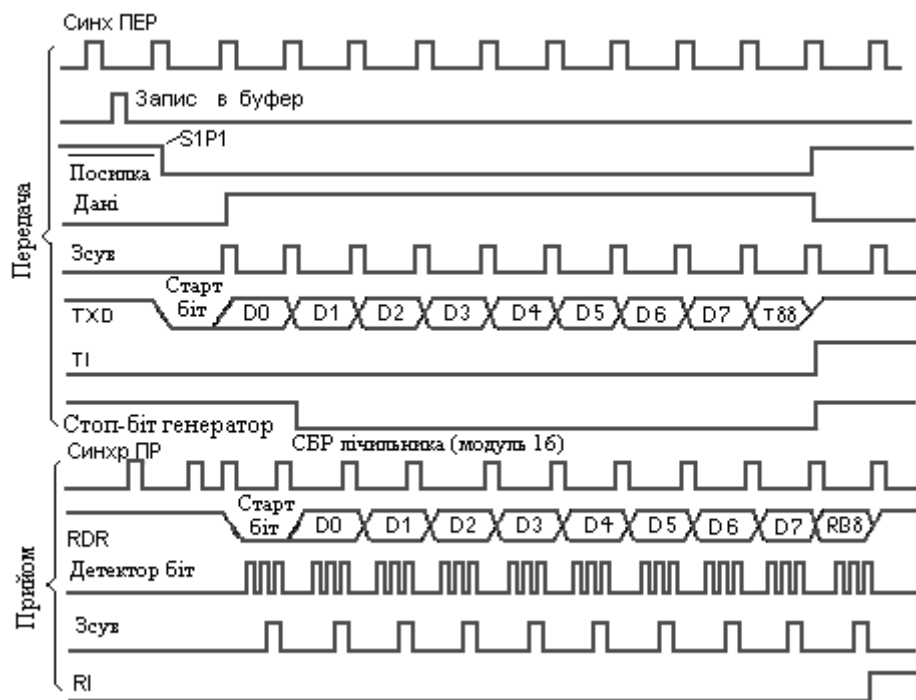 Синх ПЕР
Запис в буфер
S1P1
Посилка
Дані
Зсув
Старт
біт
TXD
D0 D1 D2 D3 D4 D5 D6 D7 T88
TI
Стоп-біт генератор
СБР лічильника (модуль 16)
Передача
Синхр ПР
Старт
біт
RDR
D0 D1 D2 D3 D4 D5 D6 D7 RB8
Детектор біт
Зсув
RI
Прийом